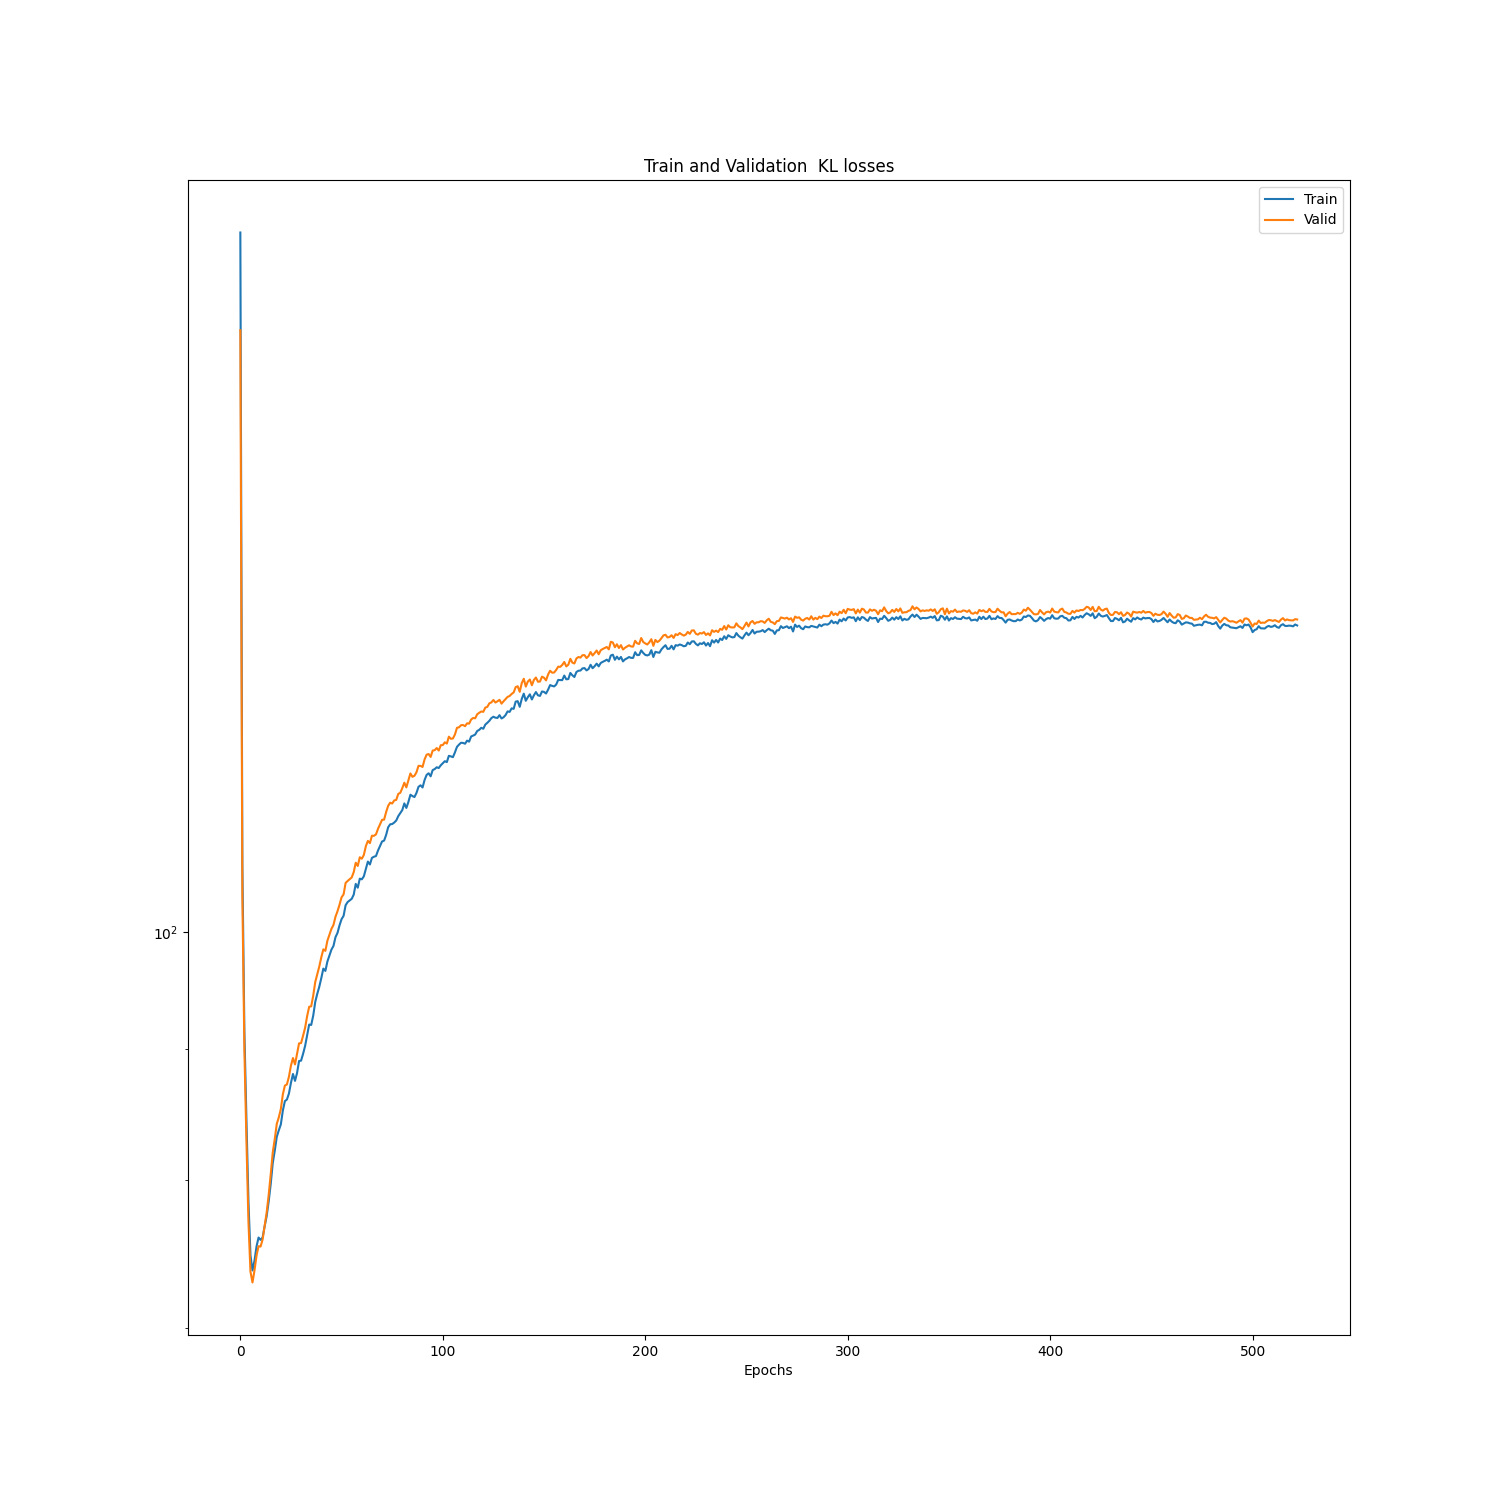 Train and Validation  KL losses
Train
Valid
10²
0 100 200 300 400 500
Epochs